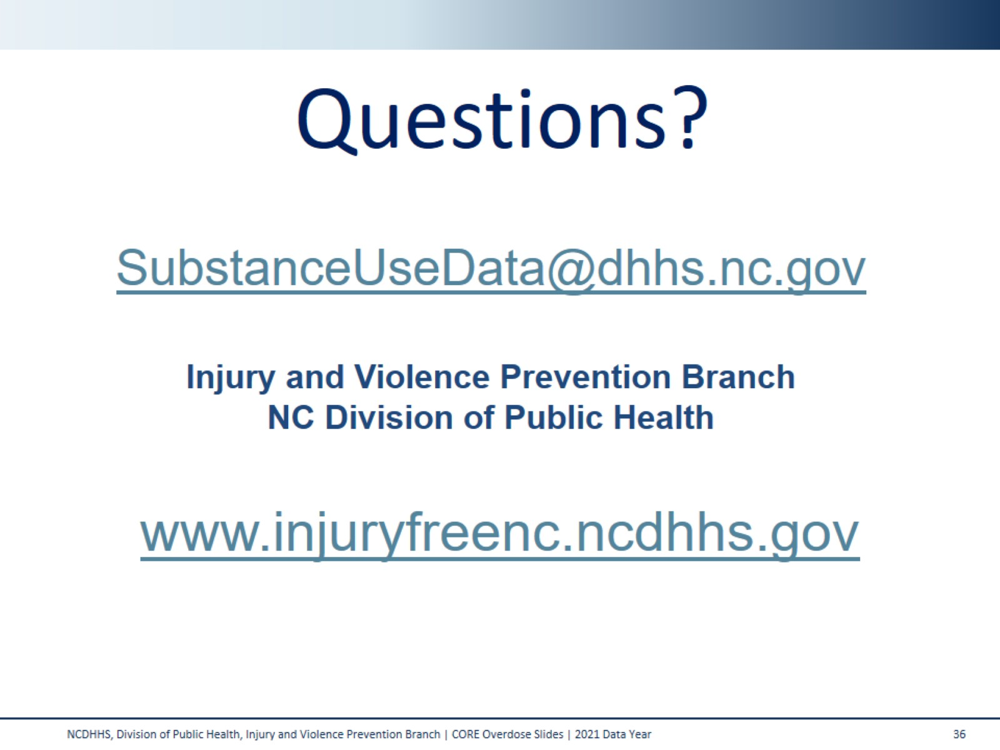 Questions?
SubstanceUseData@dhhs.nc.gov
Injury and Violence Prevention Branch
NC Division of Public Health
www.injuryfreenc.ncdhhs.gov
NCDHHS, Division of Public Health, Injury and Violence Prevention Branch | CORE Overdose Slides | 2021 Data Year 36